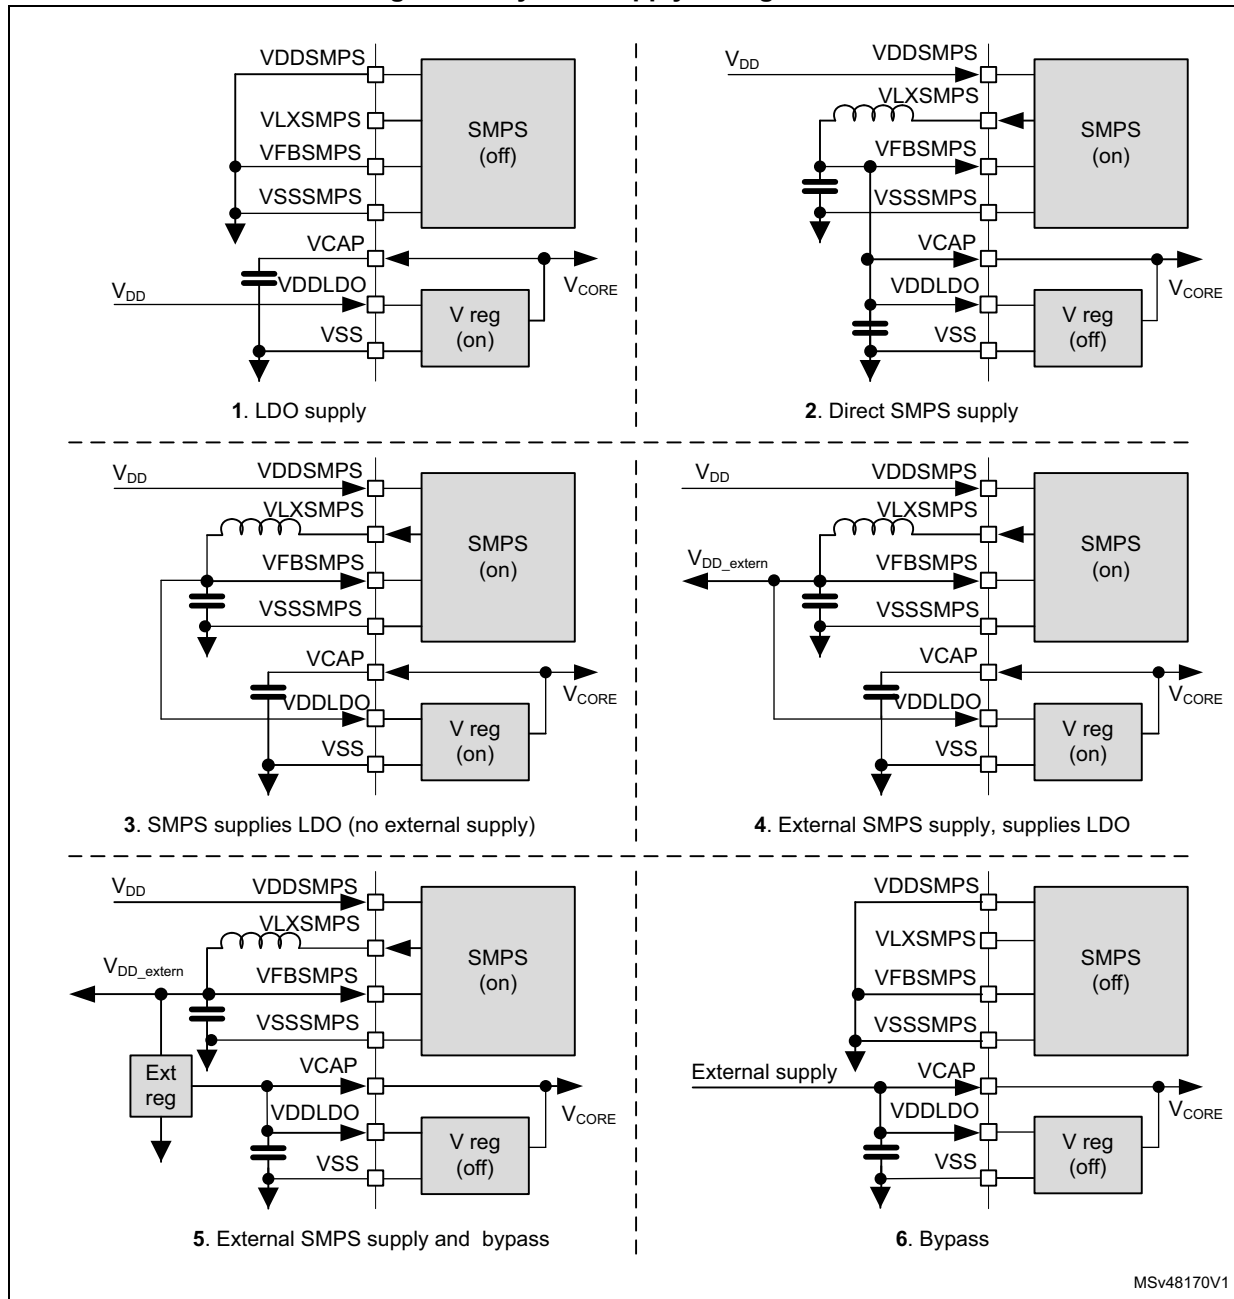 VDDSMPS
VLXSMPS
VFBSMPS
VSSSMPS
SMPS
(off)
VCAP
VDD
VDDLDO
VSS
V reg
(on)
VCORE
1. LDO supply
VDD
VDDSMPS
VLXSMPS
VFBSMPS
VSSSMPS
SMPS
(on)
VCAP
VDDLDO
VSS
V reg
(off)
VCORE
2. Direct SMPS supply
VDD
VDDSMPS
VLXSMPS
VFBSMPS
VSSSMPS
SMPS
(on)
VCAP
VDDLDO
VSS
V reg
(on)
VCORE
3. SMPS supplies LDO (no external supply)
VDD
VDDSMPS
VLXSMPS
VDD_extern
VFBSMPS
VSSSMPS
SMPS
(on)
VCAP
VDDLDO
VSS
V reg
(on)
VCORE
4. External SMPS supply, supplies LDO
VDD
VDDSMPS
VLXSMPS
VDD_extern
VFBSMPS
VSSSMPS
SMPS
(on)
Ext
reg
VCAP
VDDLDO
VSS
V reg
(off)
VCORE
5. External SMPS supply and bypass
VDDSMPS
VLXSMPS
VFBSMPS
VSSSMPS
SMPS
(off)
External supply
VCAP
VDDLDO
VSS
V reg
(off)
VCORE
6. Bypass
MSv48170V1